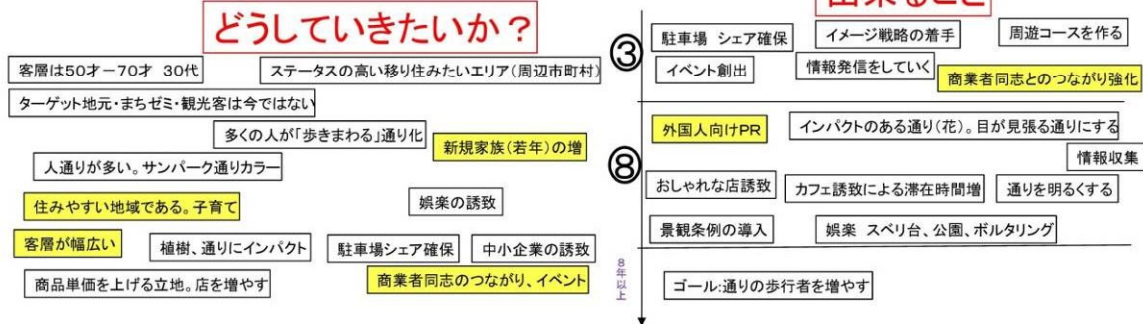 どうしていきたいか？
客層は50才－70才 30代
ステータスの高い移り住みたいエリア(周辺市町村)
ターゲット地元・まちゼミ・観光客は今ではない
多くの人が「歩きまわる」通り化
新規家族(若年)の増
人通りが多い。サンパーク通りカラー
住みやすい地域である。子育て
娯楽の誘致
客層が幅広い
植樹、通りにインパクト
駐車場シェア確保
中小企業の誘致
商品単価を上げる立地。店を増やす
商業者同志のつながり、イベント
出来ること
③
駐車場 シェア確保
イメージ戦略の着手
周遊コースを作る
イベント創出
情報発信をしていく
商業者同志とのつながり強化
⑧
外国人向けPR
インパクトのある通り(花)。目が見張る通りにする
情報収集
おしゃれな店誘致
カフェ誘致による滞在時間増
通りを明るくする
景観条例の導入
娯楽 スベリ台、公園、ボルタリング
8年以上
ゴール:通りの歩行者を増やす